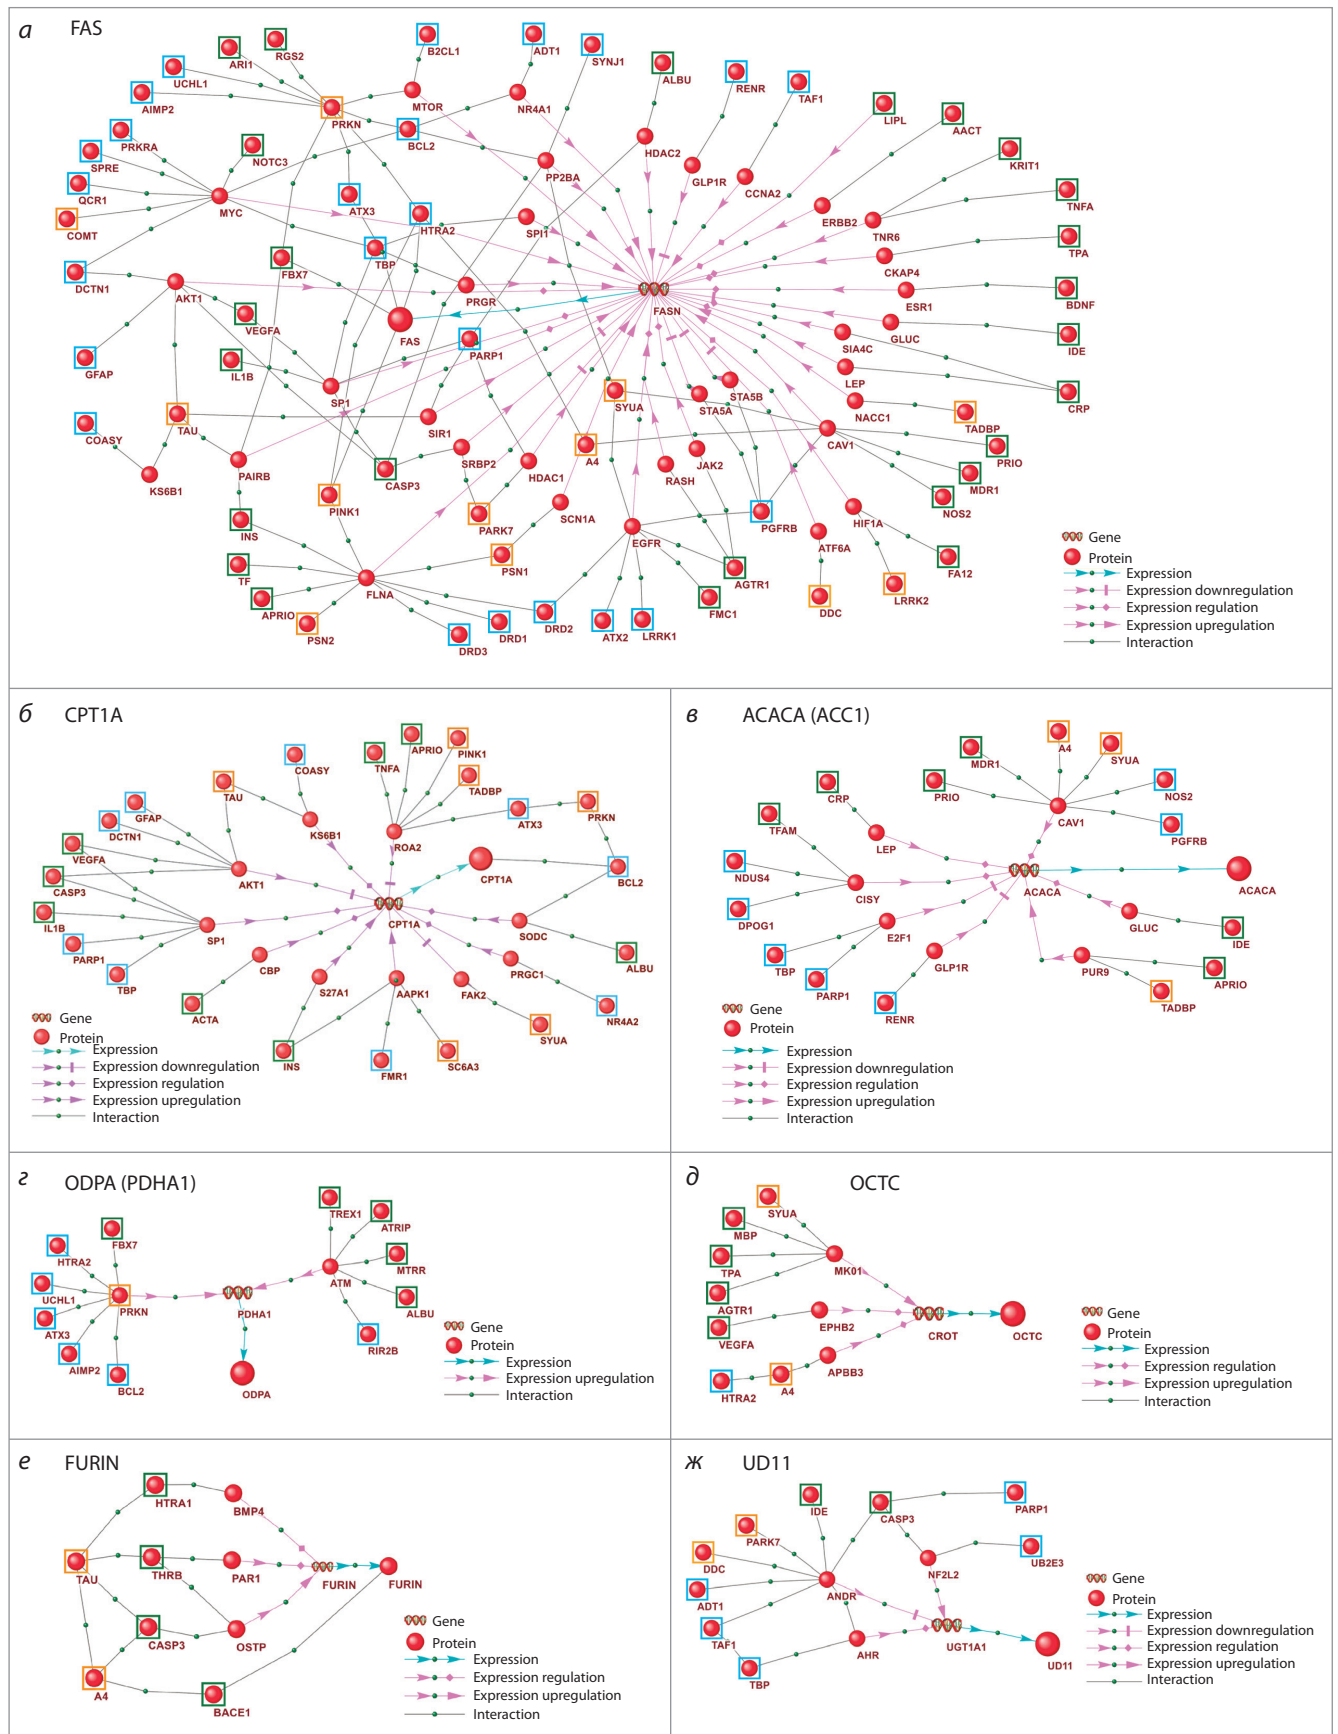 а FAS
ARI1
RGS2
B2CL1
ADT1
SYNJ1
UCHL1
AIMP2
PRKN
MTOR
NR4A1
ALBU
RENR
TAF1
LIPL
AACT
PRKRA
SPRE
NOTC3
BCL2
HDAC2
PP2BA
GLP1R
CCNA2
KRIT1
QCR1
MYC
ATX3
HTRA2
SPI1
ERBB2
TNR6
TNFA
COMT
TBP
CKAP4
TPA
DCTN1
AKT1
FBX7
PRGR
FASN
ESR1
BDNF
VEGFA
FAS
GLUC
IDE
GFAP
IL1B
PARP1
SIA4C
LEP
CRP
SP1
STA5B
STA5A
SYUA
NACC1
TADBP
TAU
SIR1
COASY
KS6B1
PAIRB
CASP3
SRBP2
HDAC1
A4
JAK2
RASH
CAV1
PRIO
MDR1
NOS2
PINK1
PARK7
SCN1A
INS
PGFRB
HIF1A
EGFR
ATF6A
FA12
TF
PSN1
AGTR1
LRRK2
APRIO
FLNA
FMC1
DDC
PSN2
DRD3
DRD1
DRD2
ATX2
LRRK1
Gene
Protein
Expression
Expression downregulation
Expression regulation
Expression upregulation
Interaction
б CPT1A
COASY
TNFA
APRIO
PINK1
TADBP
TAU
GFAP
DCTN1
KS6B1
ROA2
ATX3
PRKN
VEGFA
CASP3
AKT1
CPT1A
BCL2
IL1B
SP1
CPT1A
SODC
PARP1
TBP
CBP
S27A1
AAPK1
FAK2
PRGC1
ALBU
ACTA
NR4A2
INS
FMR1
SC6A3
SYUA
Gene
Protein
Expression
Expression downregulation
Expression regulation
Expression upregulation
Interaction
в ACACA (ACC1)
MDR1
A4
SYUA
PRIO
NOS2
CRP
CAV1
PGFRB
TFAM
LEP
NDUS4
CISY
ACACA
ACACA
DPOG1
E2F1
GLUC
IDE
TBP
GLP1R
PUR9
APRIO
PARP1
RENR
TADBP
Gene
Protein
Expression
Expression downregulation
Expression regulation
Expression upregulation
Interaction
г ODPA (PDHA1)
TREX1
ATRIP
FBX7
HTRA2
MTRR
ATM
UCHL1
PRKN
PDHA1
ALBU
ATX3
AIMP2
RIR2B
BCL2
ODPA
Gene
Protein
Expression
Expression upregulation
Interaction
д OCTC
SYUA
MBP
TPA
MK01
AGTR1
VEGFA
EPHB2
CROT
OCTC
APBB3
HTRA2
A4
Gene
Protein
Expression
Expression regulation
Expression upregulation
Interaction
е FURIN
HTRA1
BMP4
TAU
THRB
PAR1
FURIN
FURIN
CASP3
OSTP
A4
BACE1
Gene
Protein
Expression
Expression regulation
Expression upregulation
Interaction
ж UD11
IDE
CASP3
PARP1
PARK7
DDC
NF2L2
UB2E3
ADT1
ANDR
TAF1
AHR
UGT1A1
UD11
TBP
Gene
Protein
Expression
Expression downregulation
Expression regulation
Expression upregulation
Interaction